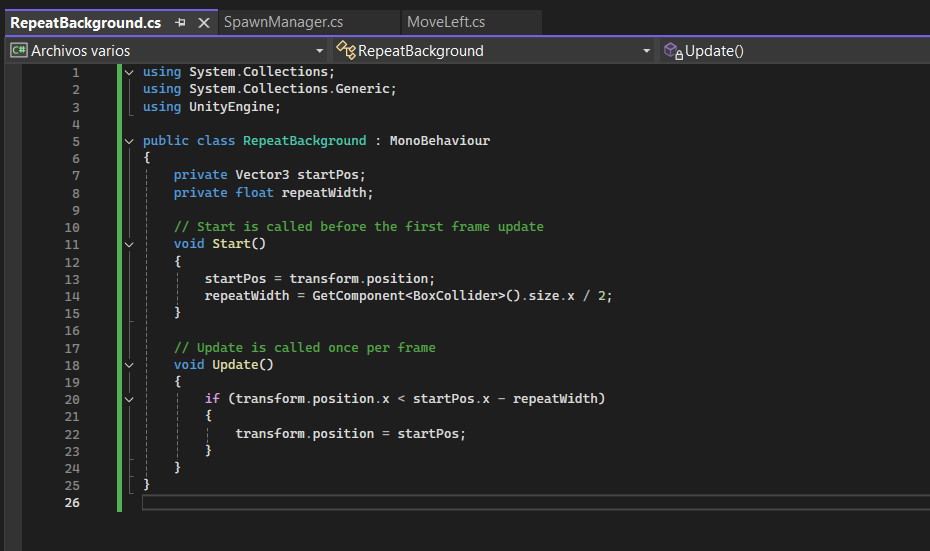 RepeatBackground.cs SpawnManager.cs MoveLeft.cs
C# Archivos varios RepeatBackground Update()
1 using System.Collections;
2 using System.Collections.Generic;
3 using UnityEngine;
4
5 public class RepeatBackground : MonoBehaviour
6 {
7 private Vector3 startPos;
8 private float repeatWidth;
9
10 // Start is called before the first frame update
11 void Start()
12 {
13 startPos = transform.position;
14 repeatWidth = GetComponent<BoxCollider>().size.x / 2;
15 }
16
17 // Update is called once per frame
18 void Update()
19 {
20 if (transform.position.x < startPos.x - repeatWidth)
21 {
22 transform.position = startPos;
23 }
24 }
25 }
26